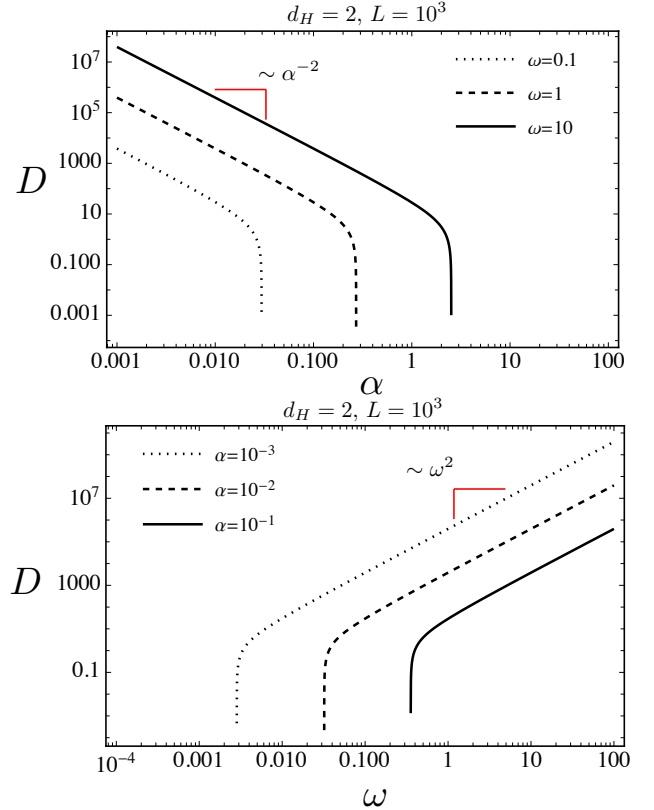 d_H = 2, L = 10^3
10^7
10^5
1000
10
0.100
0.001
D
∼ α^−2
ω=0.1
ω=1
ω=10
0.001 0.010 0.100 1 10 100
α
d_H = 2, L = 10^3
α=10^-3
α=10^-2
α=10^-1
∼ ω^2
10^7
1000
0.1
D
10^-4 0.001 0.010 0.100 1 10 100
ω